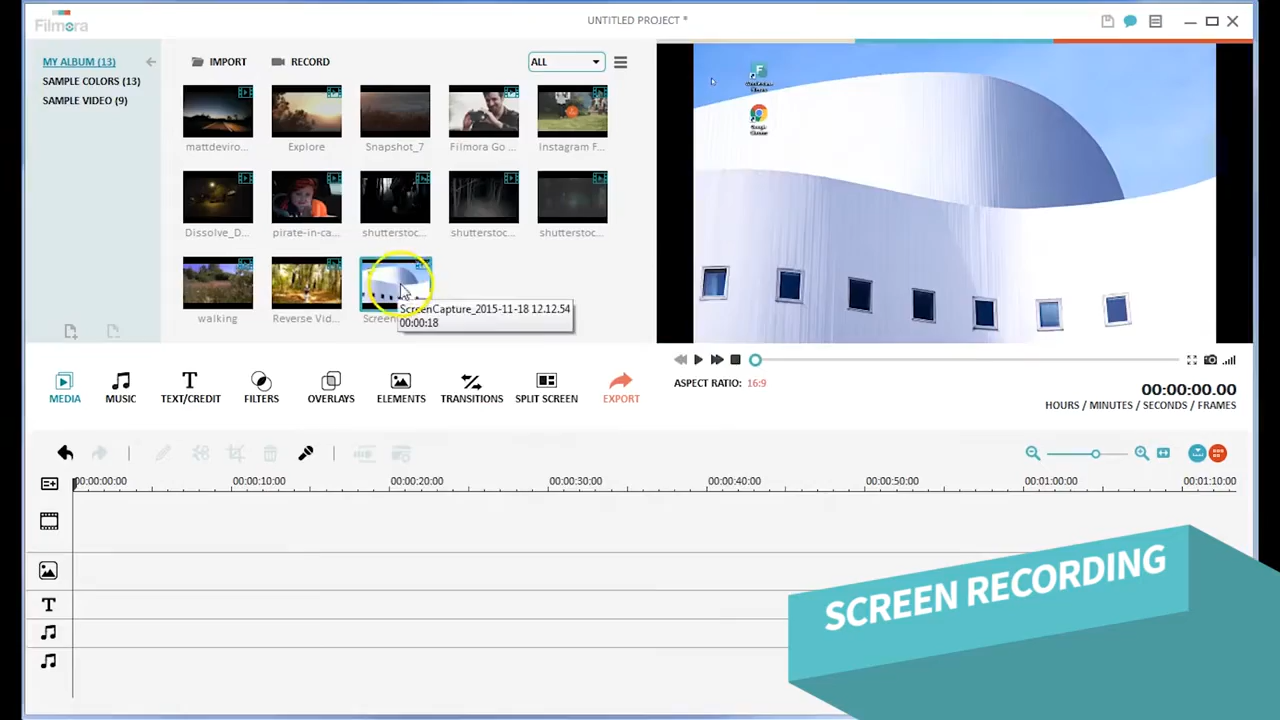 Filmora
UNTITLED PROJECT *
MY ALBUM (13)
SAMPLE COLORS (13)
SAMPLE VIDEO (9)
IMPORT
RECORD
ALL
mattdeviro...
Explore
Snapshot_7
Filmora Go ...
Instagram F...
Dissolve_D...
pirate-in-ca...
shutterstoc...
shutterstoc...
shutterstoc...
walking
Reverse Vid...
ScreenCapture_2015-11-18 12.12.54
00:00:18
Google
Chrome
ASPECT RATIO: 16:9
00:00:00.00
HOURS / MINUTES / SECONDS / FRAMES
MEDIA
MUSIC
TEXT/CREDIT
FILTERS
OVERLAYS
ELEMENTS
TRANSITIONS
SPLIT SCREEN
EXPORT
00:00:00:00
00:00:10:00
00:00:20:00
00:00:30:00
00:00:40:00
00:00:50:00
00:01:00:00
00:01:10:00
SCREEN RECORDING